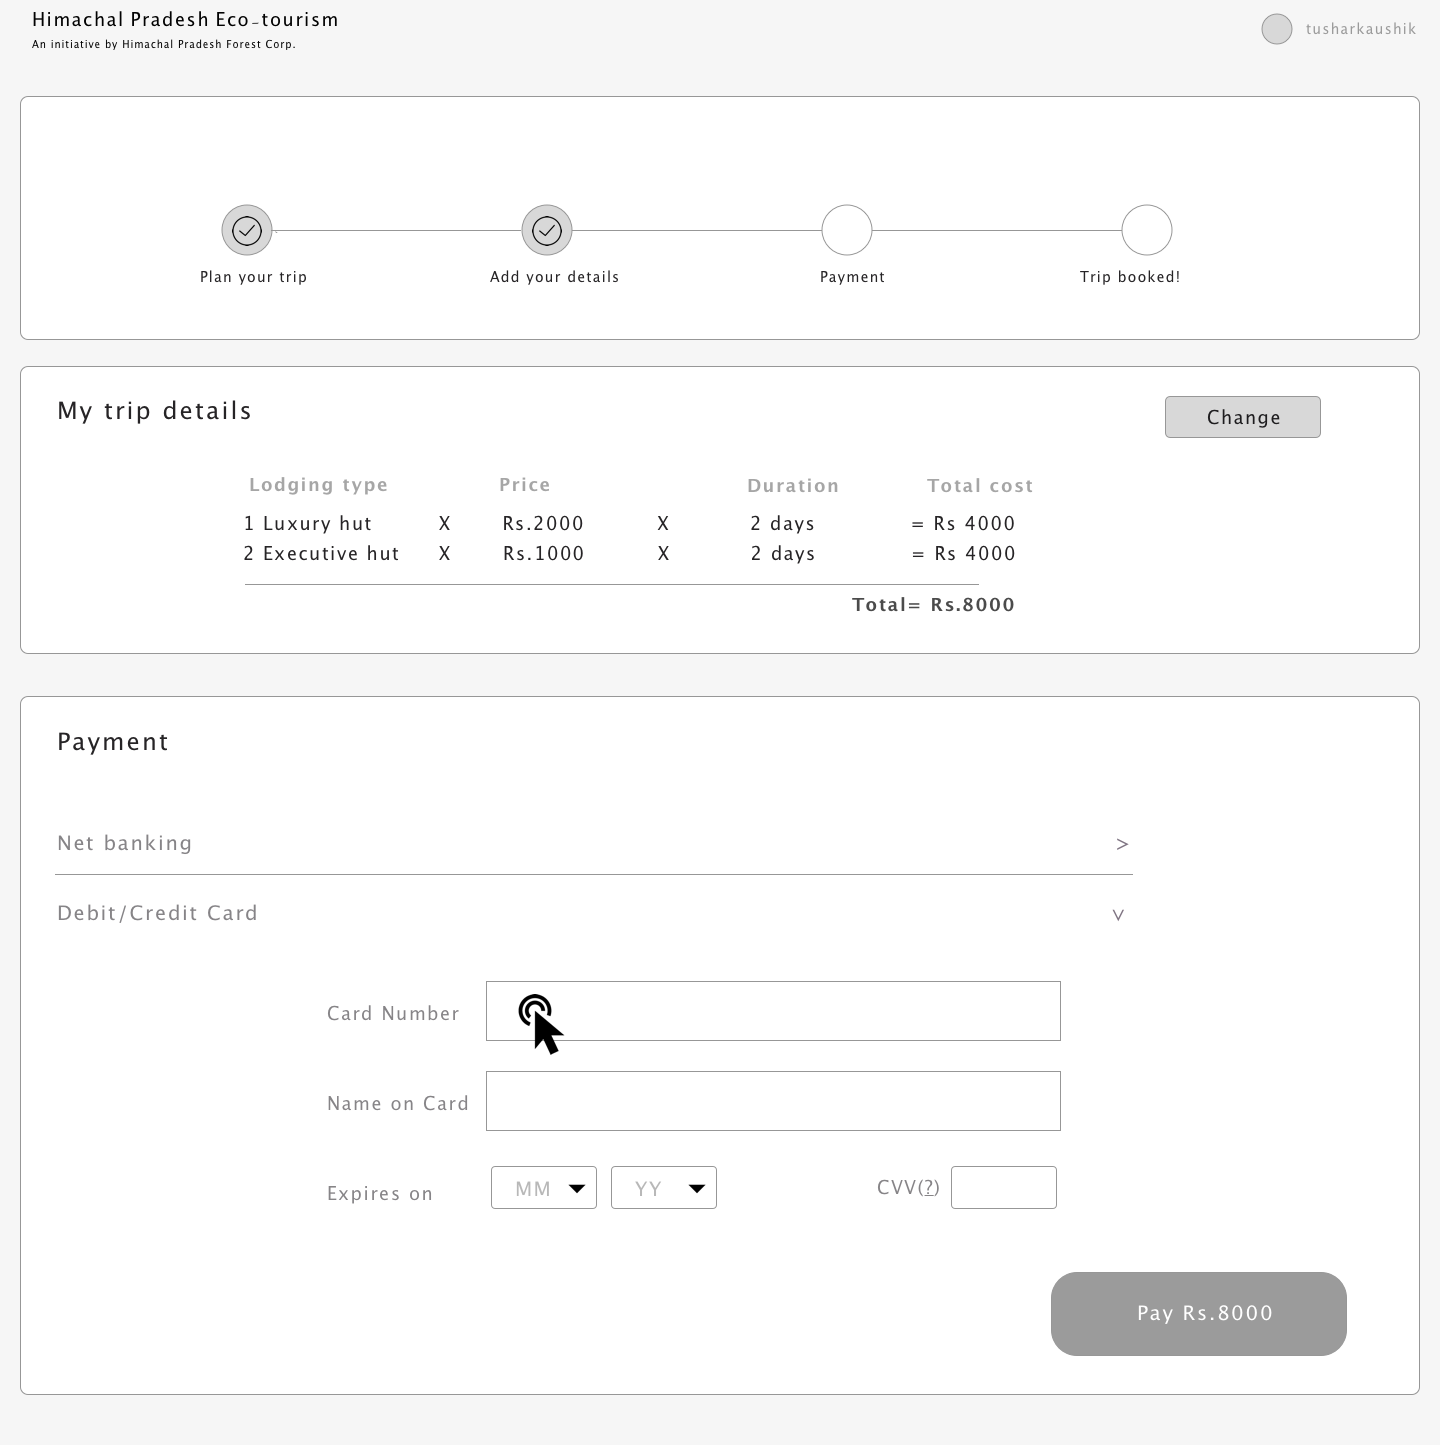 Himachal Pradesh Eco-tourism
An initiative by Himachal Pradesh Forest Corp.
tusharkaushik
Plan your trip
Add your details
Payment
Trip booked!
My trip details
Change
Lodging type Price Duration Total cost
1 Luxury hut X Rs.2000 X 2 days = Rs 4000
2 Executive hut X Rs.1000 X 2 days = Rs 4000
Total= Rs.8000
Payment
Net banking >
Debit/Credit Card V
Card Number
Name on Card
Expires on MM YY CVV(?)
Pay Rs.8000